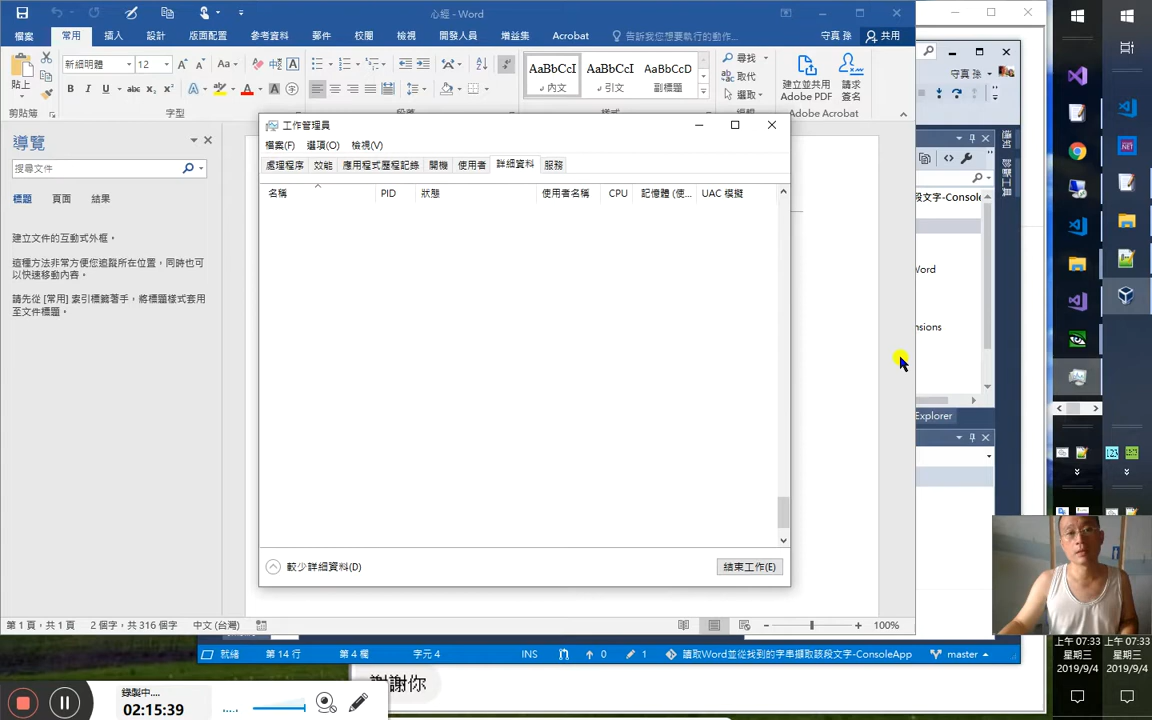 心經 - Word
檔案 常用 插入 設計 版面配置 參考資料 郵件 校閱 檢視 開發人員 增益集 Acrobat 告訴我您想要執行的動作... 守真 孫 共用
新細明體 12 Aa
AaBbCcI AaBbCcI AaBbCcD
內文 引文 副標題
貼上
尋找
取代
選取
建立並共用
Adobe PDF
請求
簽名
剪貼簿 字型 段落 樣式 Adobe Acrobat
導覽
搜尋文件
標題 頁面 結果
建立文件的互動式外框。
這種方法非常方便您追蹤所在位置，同時也可
以快速移動內容。
請先從 [常用] 索引標籤著手，將標題樣式套用
至文件標題。
工作管理員
檔案(F) 選項(O) 檢視(V)
處理程序 效能 應用程式歷程記錄 開機 使用者 詳細資料 服務
名稱 PID 狀態 使用者名稱 CPU 記憶體 (使... UAC 模擬
較少詳細資料(D)
結束工作(E)
第 1 頁，共 1 頁 2 個字，共 316 個字 中文 (台灣) 100%
守真 孫
通知
診斷工具
段文字-Console
Word
nsions
Explorer
就緒 第 14 行 第 4 欄 字元 4 INS 0 1 讀取Word並從找到的字串擷取該段文字-ConsoleApp master
謝謝你
錄製中....
02:15:39
.NET
123
上午 07:33
星期三
2019/9/4
上午 07:33
星期三
2019/9/4